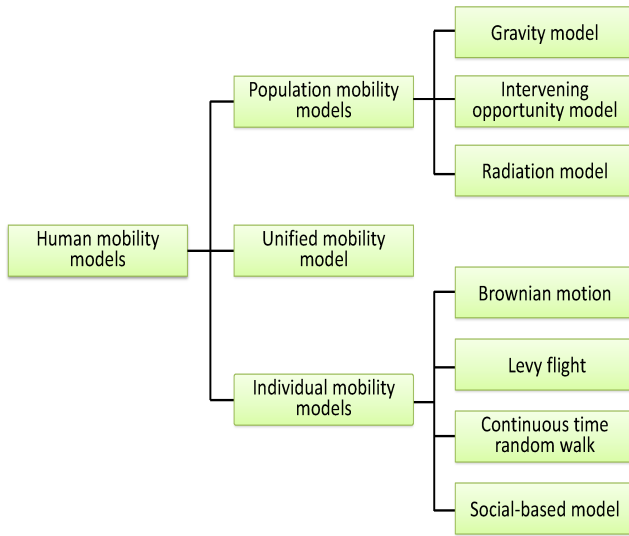 Human mobility
models
Population mobility
models
Gravity model
Intervening
opportunity model
Radiation model
Unified mobility
model
Individual mobility
models
Brownian motion
Levy flight
Continuous time
random walk
Social-based model